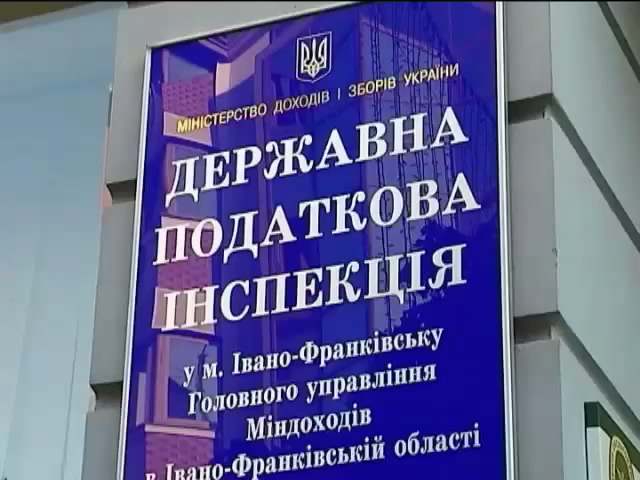 МІНІСТЕРСТВО ДОХОДІВ І ЗБОРІВ УКРАЇНИ
ДЕРЖАВНА
ПОДАТКОВА
ІНСПЕКЦІЯ
у м. Івано-Франківську
Головного управління
Міндоходів
в Івано-Франківській області